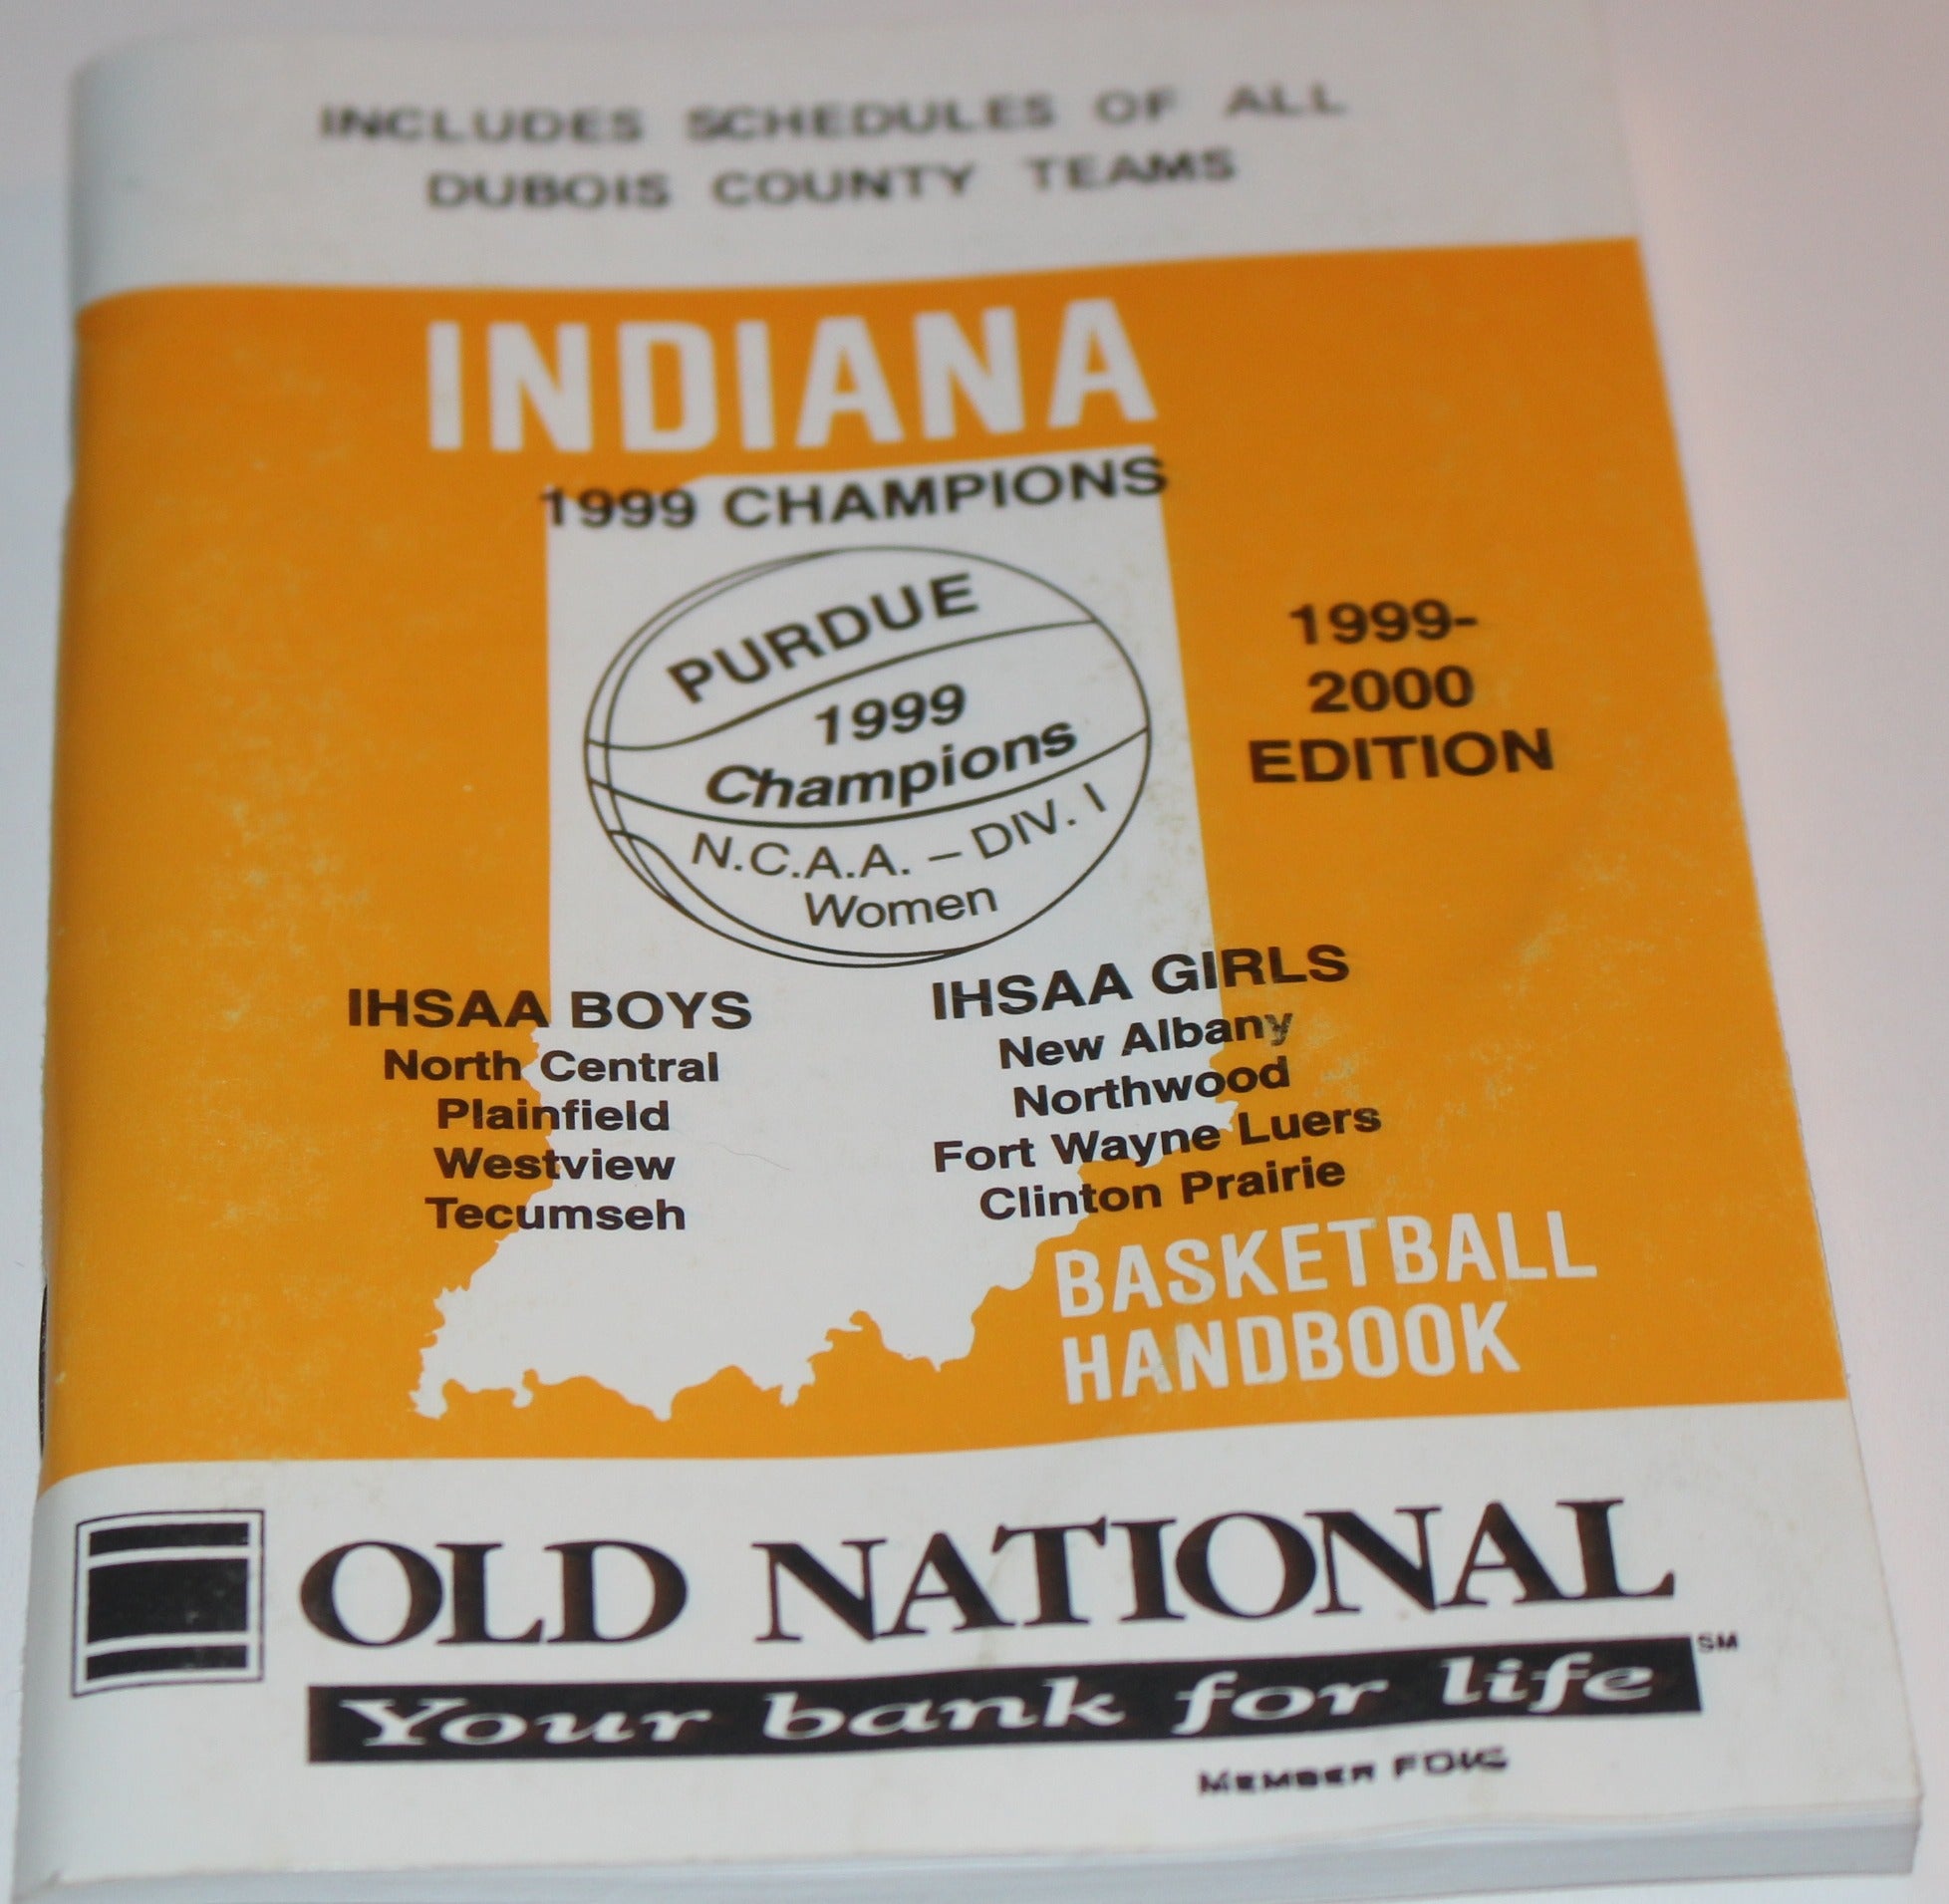 INCLUDES SCHEDULES OF ALL
DUBOIS COUNTY TEAMS
INDIANA
1999 CHAMPIONS
PURDUE
1999
Champions
N.C.A.A. – DIV. I
Women
1999-
2000
EDITION
IHSAA BOYS
North Central
Plainfield
Westview
Tecumseh
IHSAA GIRLS
New Albany
Northwood
Fort Wayne Luers
Clinton Prairie
BASKETBALL
HANDBOOK
OLD NATIONAL
Your bank for life SM
MEMBER FDIC